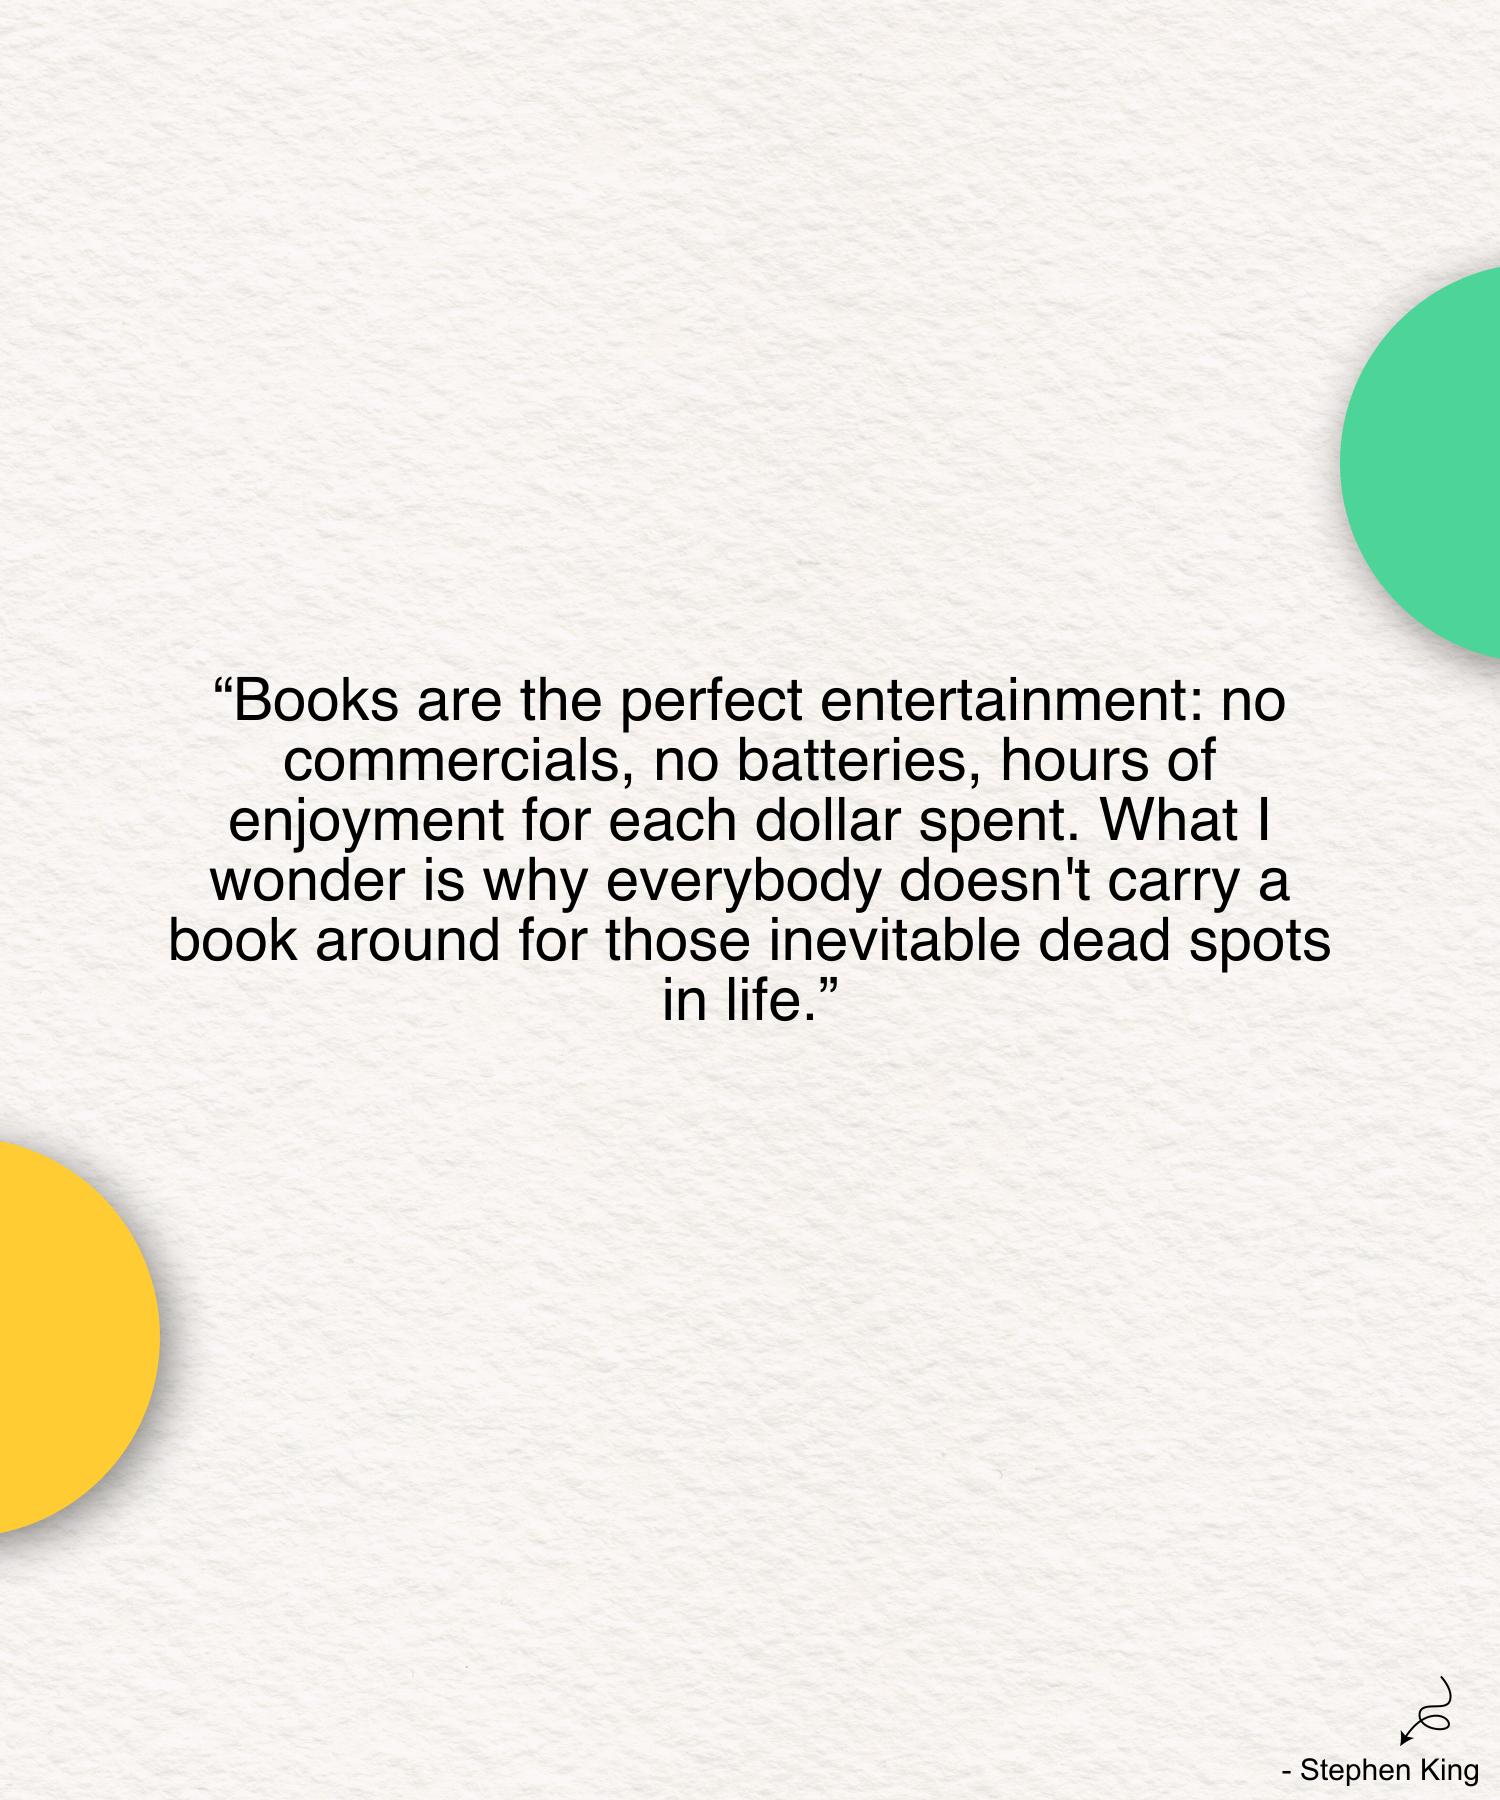 “Books are the perfect entertainment: no
commercials, no batteries, hours of
enjoyment for each dollar spent. What I
wonder is why everybody doesn't carry a
book around for those inevitable dead spots
in life.”
- Stephen King